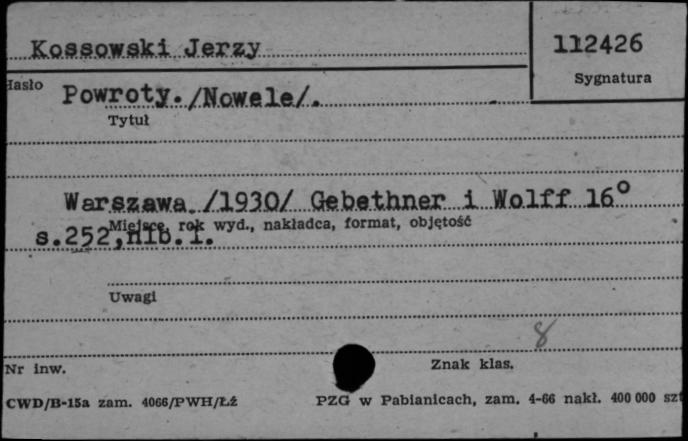 Kossowski Jerzy
112426
Sygnatura
Hasło
Powroty. /Nowele/.
Tytuł
Warszawa /1930/ Gebethner i Wolff 16°
Miejsce, rok wyd., nakładca, format, objętość
s.252, nlb.1.
Uwagi
8
Nr inw.
Znak klas.
CWD/B-15a zam. 4066/PWH/Łź
PZG w Pabianicach, zam. 4-66 nakł. 400 000 szt